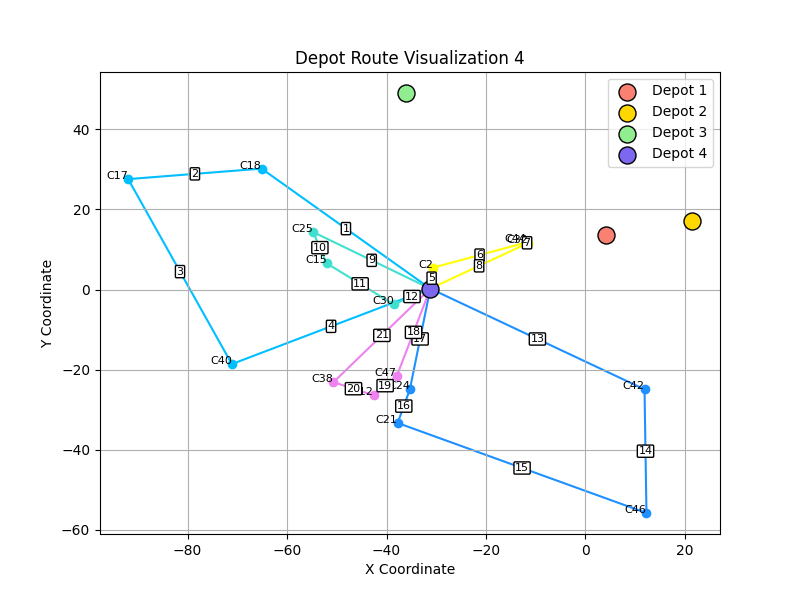 Depot Route Visualization 4
Depot 1
Depot 2
Depot 3
Depot 4
Y Coordinate
40
20
0
−20
−40
−60
C17
2
C18
1
C25
10
9
C15
3
11
C30
12
4
C2
6
8
7
5
C40
21
18
17
13
C38
20
19
C47
C24
16
C21
C42
14
15
C46
−80
−60
−40
−20
0
20
X Coordinate